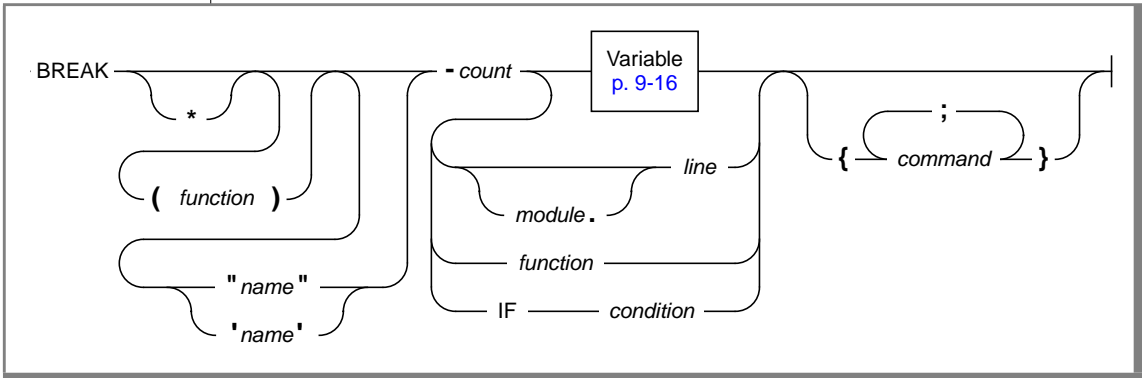 BREAK
*
( function )
"name"
'name'
- count
Variable
p. 9-16
line
module .
function
IF condition
;
{ command }